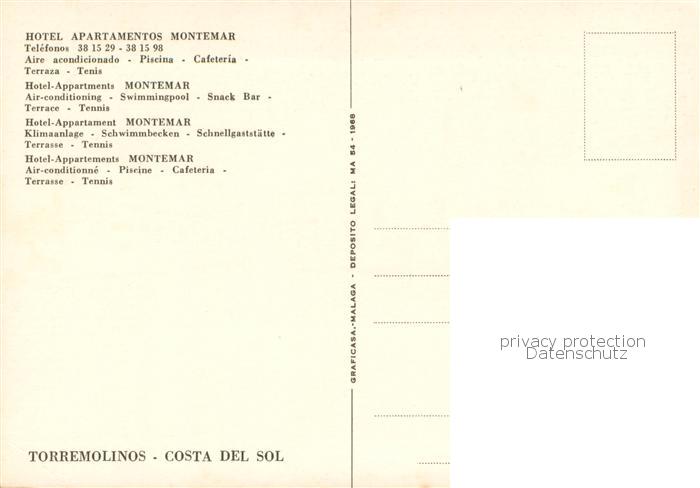 HOTEL APARTAMENTOS MONTEMAR
Teléfonos 38 15 29 - 38 15 98
Aire acondicionado - Piscina - Cafetería -
Terraza - Tenis
Hotel-Appartments MONTEMAR
Air-conditioning - Swimmingpool - Snack Bar -
Terrace - Tennis
Hotel-Appartament MONTEMAR
Klimaanlage - Schwimmbecken - Schnellgaststätte -
Terrasse - Tennis
Hotel-Appartements MONTEMAR
Air-conditionné - Piscine - Cafeteria -
Terrasse - Tennis
TORREMOLINOS - COSTA DEL SOL
GRAFICASA.-MALAGA - DEPOSITO LEGAL: MA 54 - 1968
privacy protection
Datenschutz